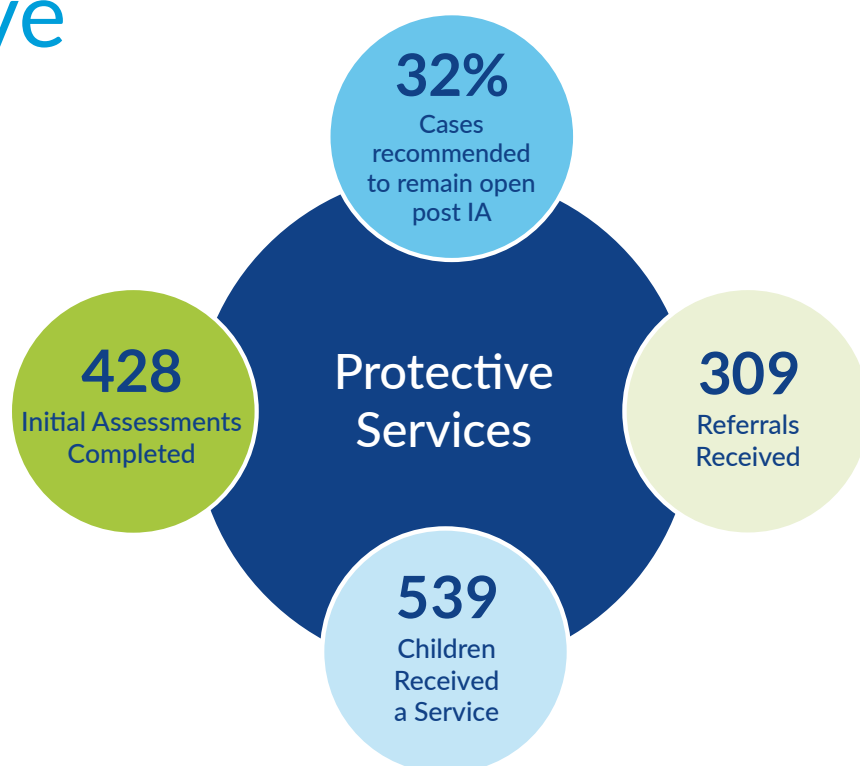 32%
Cases
recommended
to remain open
post IA
428
Initial Assessments
Completed
Protective
Services
309
Referrals
Received
539
Children
Received
a Service